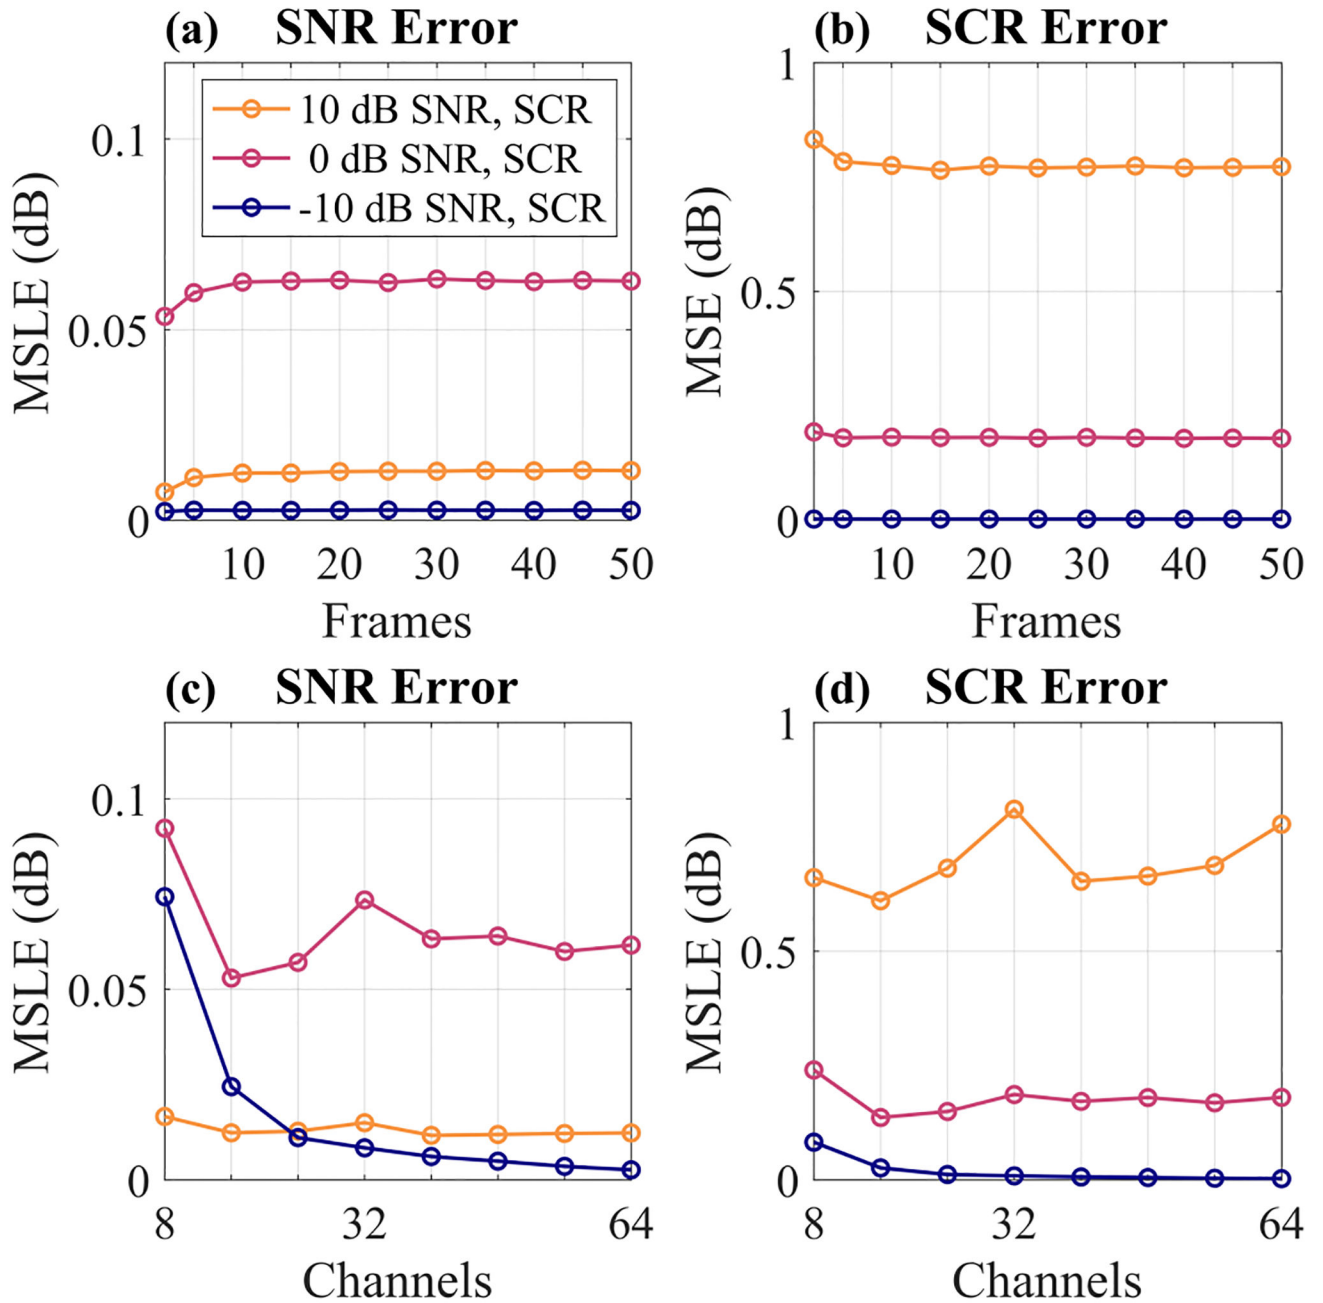 (a) SNR Error
10 dB SNR, SCR
0 dB SNR, SCR
-10 dB SNR, SCR
MSLE (dB)
0.1
0.05
0
10 20 30 40 50
Frames
(b) SCR Error
MSE (dB)
1
0.5
0
10 20 30 40 50
Frames
(c) SNR Error
MSLE (dB)
0.1
0.05
0
8 32 64
Channels
(d) SCR Error
MSLE (dB)
1
0.5
0
8 32 64
Channels